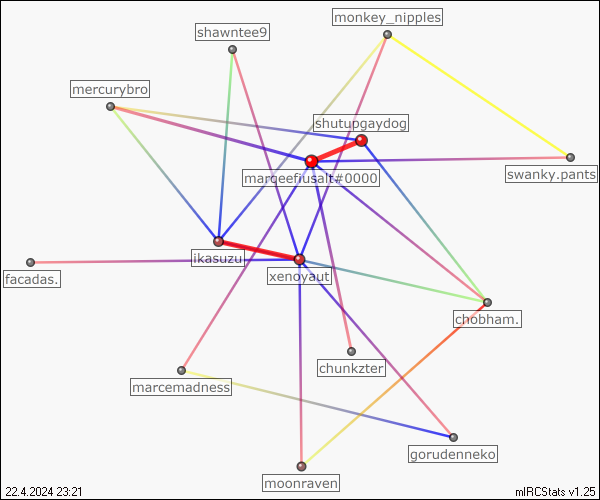 monkey_nipples
shawntee9
mercurybro
shutupgaydog
marqeefiusalt#0000
swanky.pants
ikasuzu
xenoyaut
facadas.
chobham.
chunkzter
marcemadness
gorudenneko
moonraven
22.4.2024 23:21
mIRCStats v1.25